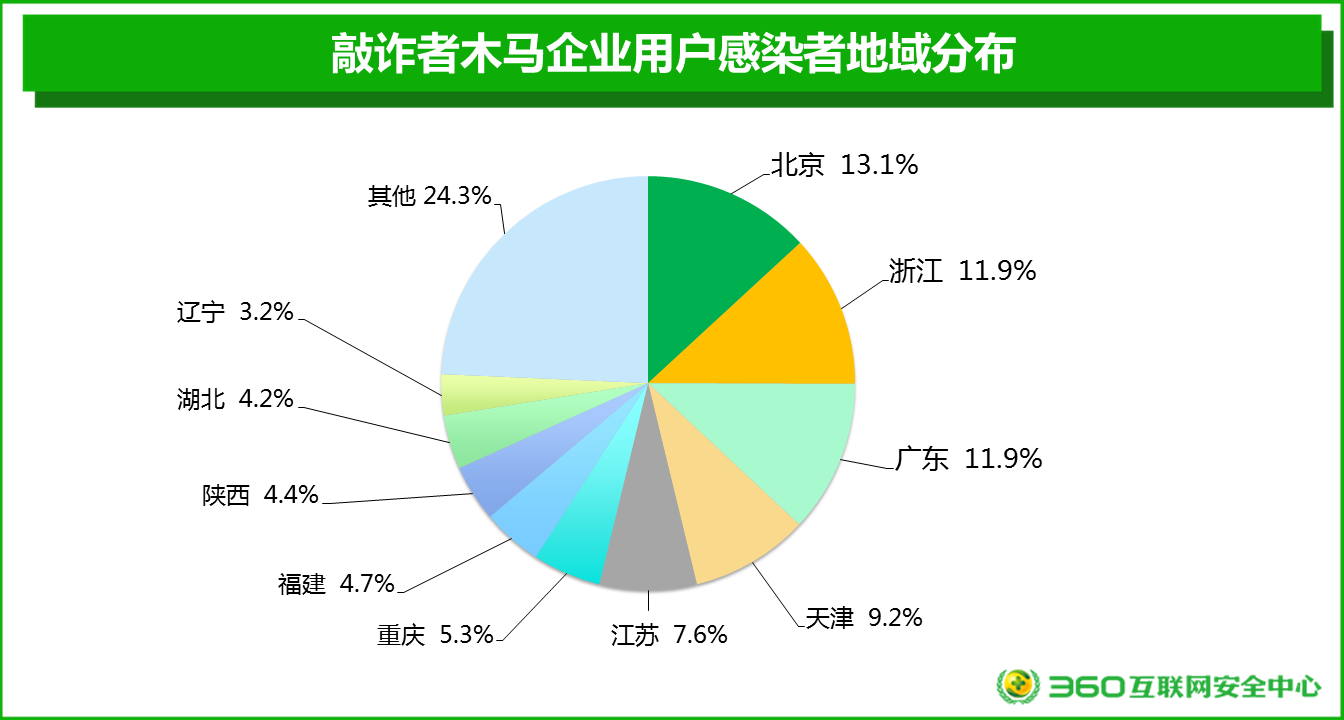 敲诈者木马企业用户感染者地域分布
北京 13.1%
浙江 11.9%
广东 11.9%
天津 9.2%
江苏 7.6%
重庆 5.3%
福建 4.7%
陕西 4.4%
湖北 4.2%
辽宁 3.2%
其他 24.3%
360互联网安全中心